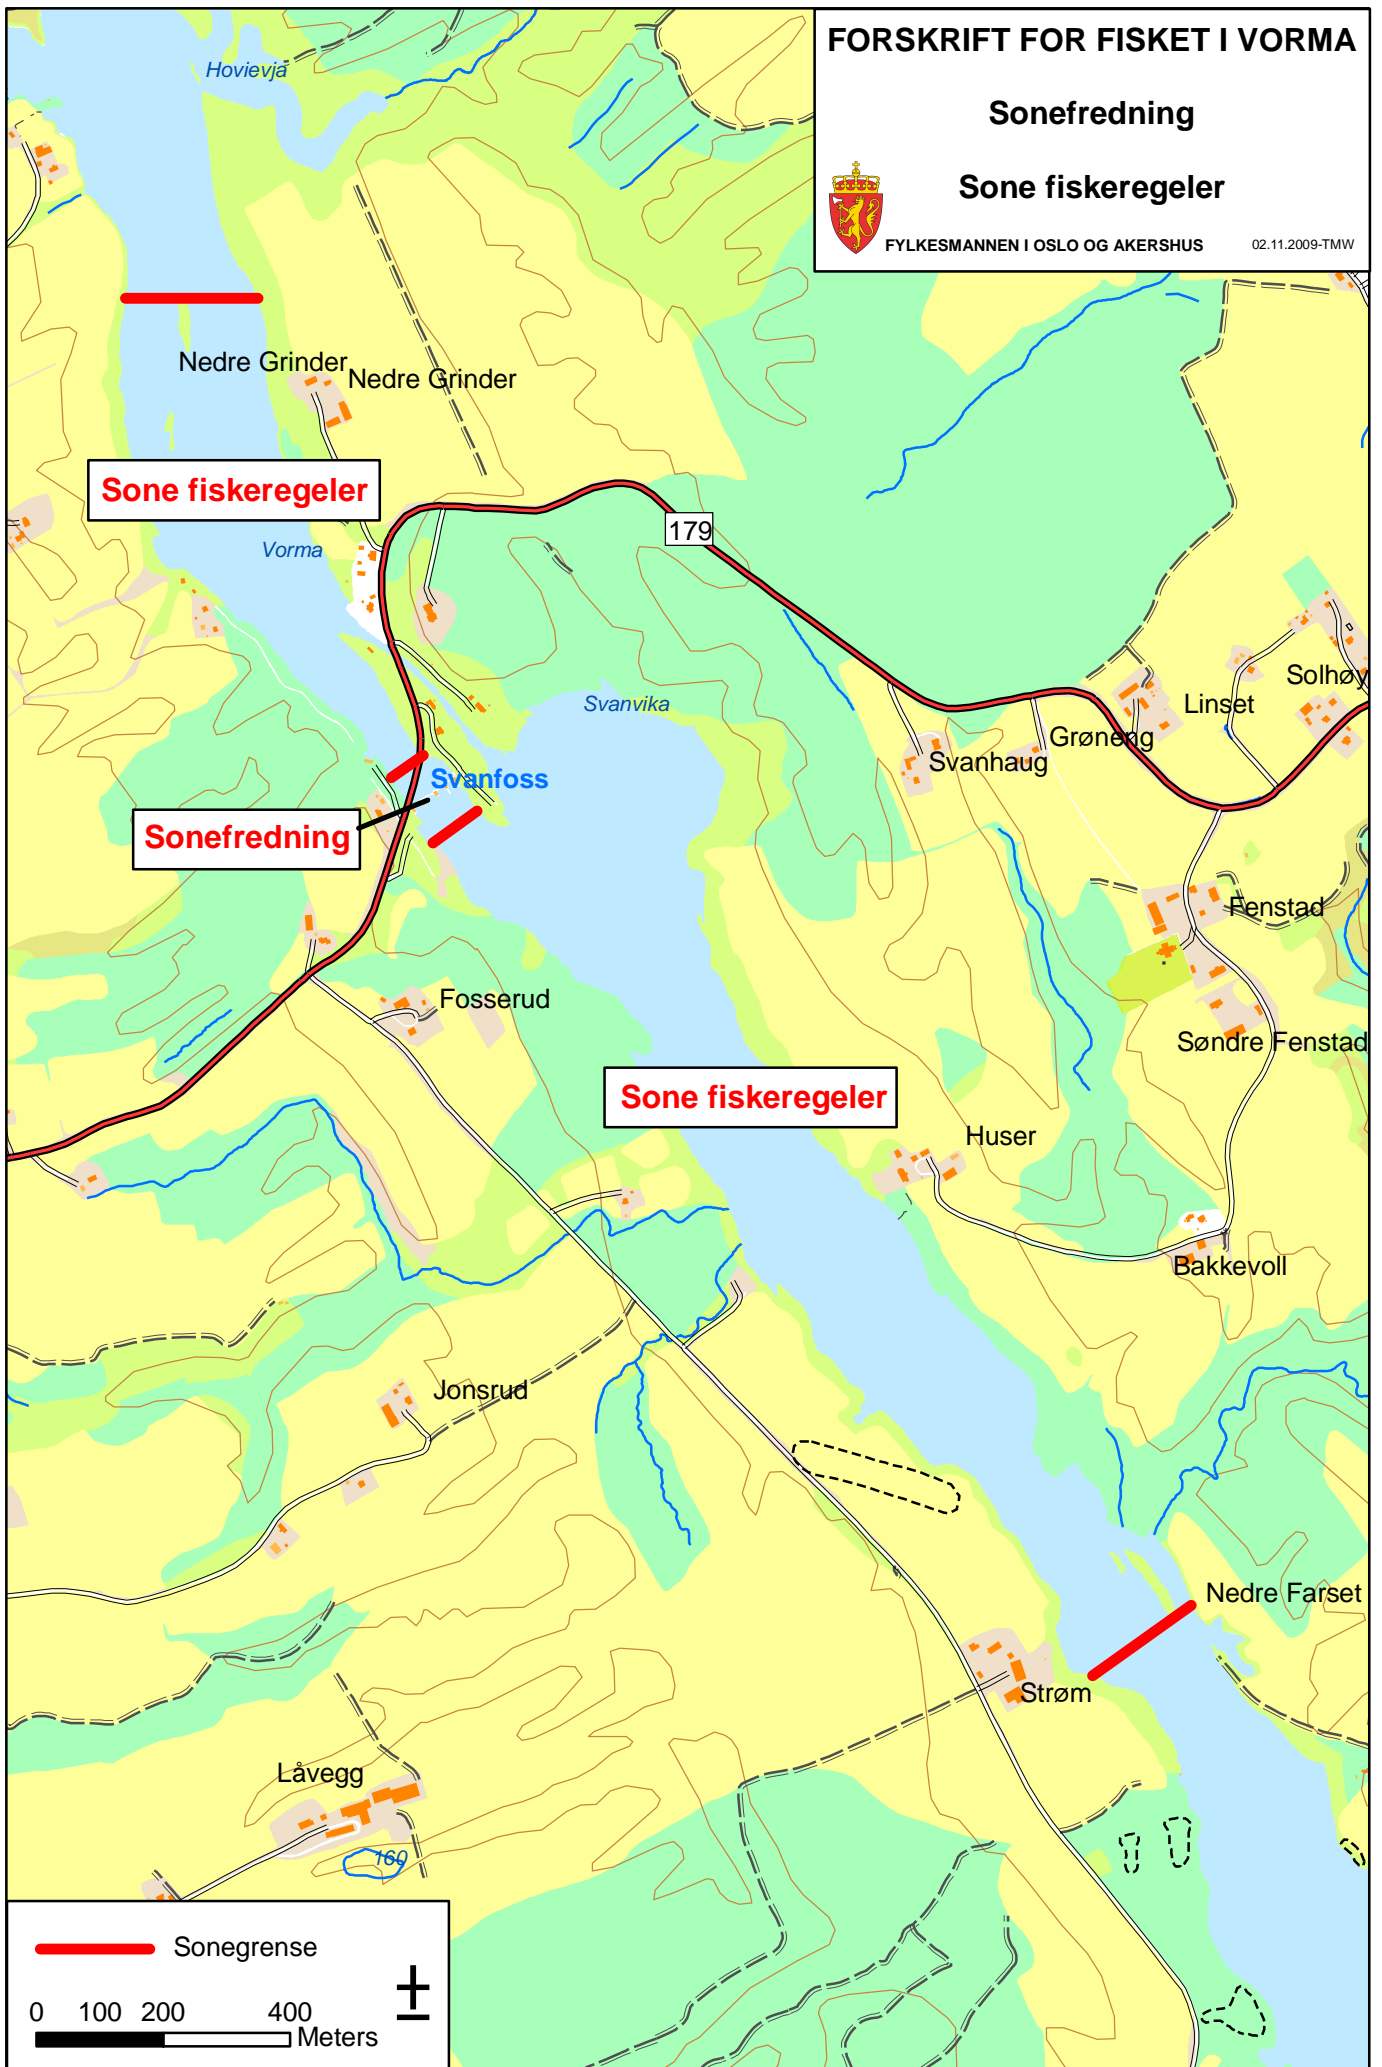 FORSKRIFT FOR FISKET I VORMA
Sonefredning
Sone fiskeregeler
FYLKESMANNEN I OSLO OG AKERSHUS
02.11.2009-TMW
Hovievja
Nedre Grinder
Nedre Grinder
Sone fiskeregeler
179
Vorma
Svanvika
Solhøy
Linset
Grøneng
Svanhaug
Svanfoss
Sonefredning
Fenstad
Fosserud
Søndre Fenstad
Sone fiskeregeler
Huser
Bakkevoll
Jonsrud
Nedre Farset
Strøm
Låvegg
160
Sonegrense
0 100 200 400
Meters